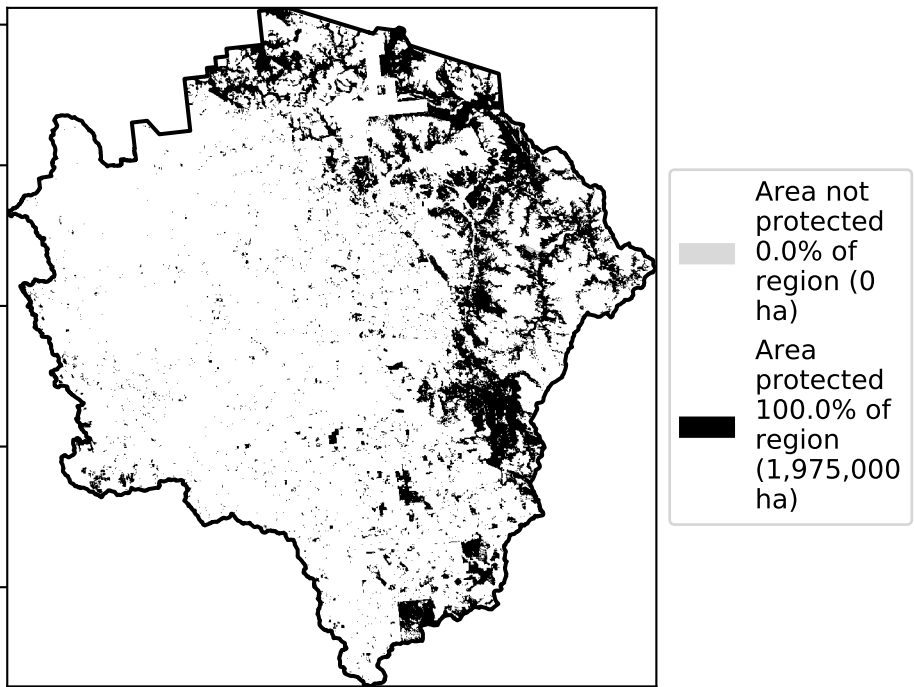 Area not
protected
0.0% of
region (0
ha)
Area
protected
100.0% of
region
(1,975,000
ha)